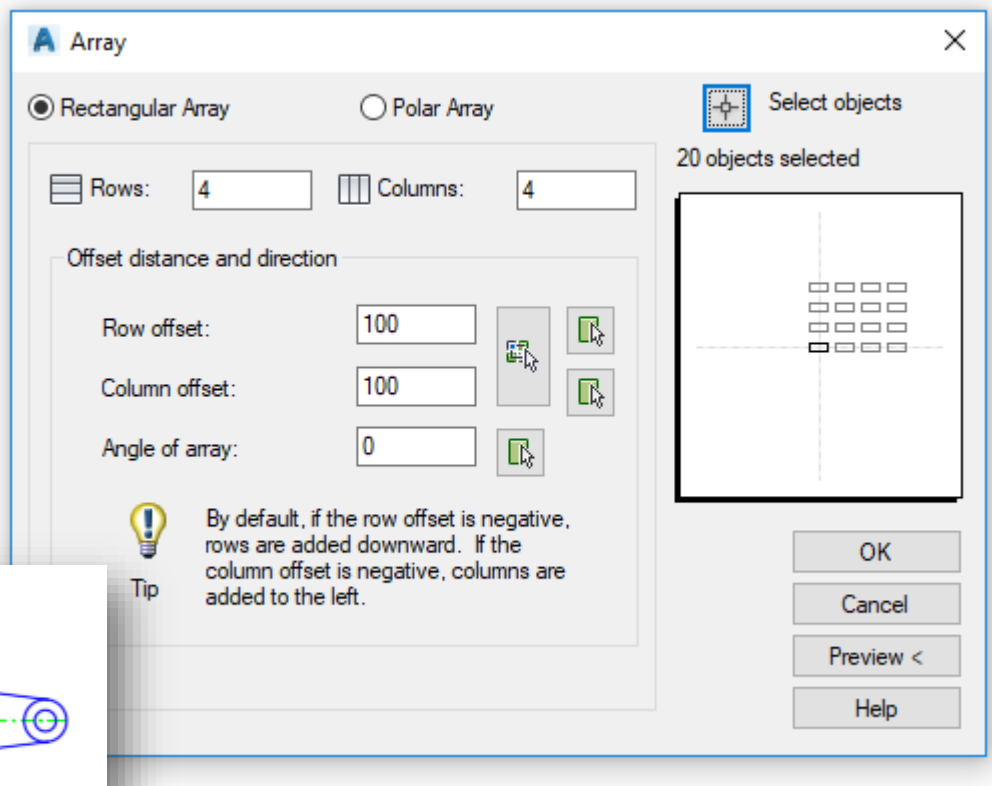 Array
Rectangular Array Polar Array Select objects
20 objects selected
Rows: 4 Columns: 4
Offset distance and direction
Row offset: 100
Column offset: 100
Angle of array: 0
By default, if the row offset is negative,
rows are added downward. If the
column offset is negative, columns are
added to the left.
Tip
OK
Cancel
Preview <
Help